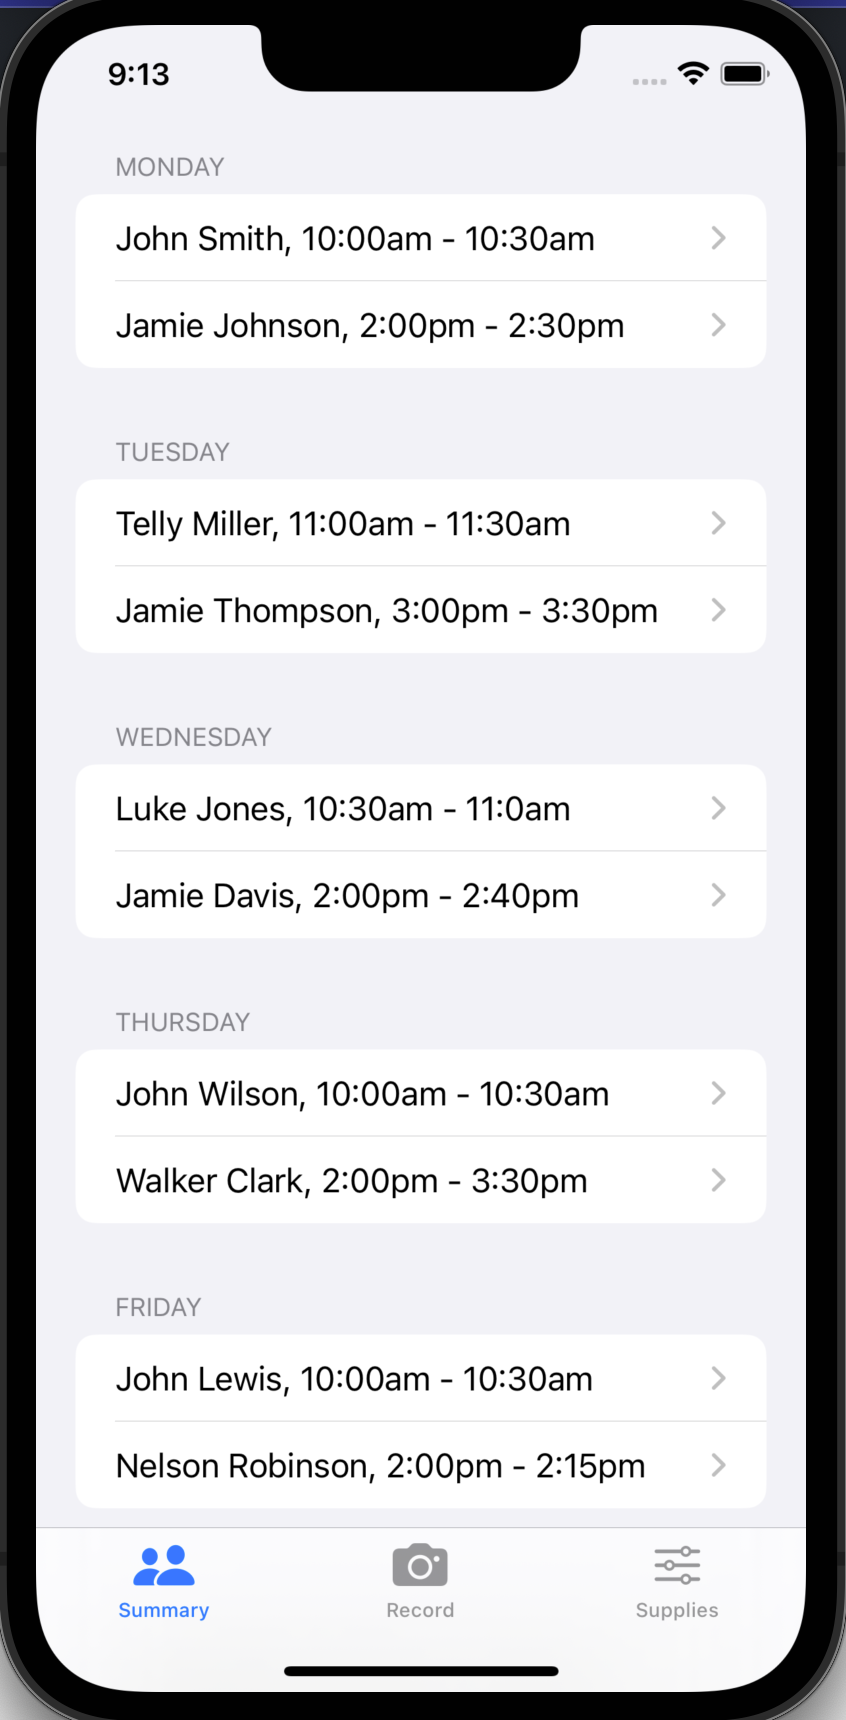 9:13
MONDAY
John Smith, 10:00am - 10:30am
Jamie Johnson, 2:00pm - 2:30pm
TUESDAY
Telly Miller, 11:00am - 11:30am
Jamie Thompson, 3:00pm - 3:30pm
WEDNESDAY
Luke Jones, 10:30am - 11:0am
Jamie Davis, 2:00pm - 2:40pm
THURSDAY
John Wilson, 10:00am - 10:30am
Walker Clark, 2:00pm - 3:30pm
FRIDAY
John Lewis, 10:00am - 10:30am
Nelson Robinson, 2:00pm - 2:15pm
Summary Record Supplies